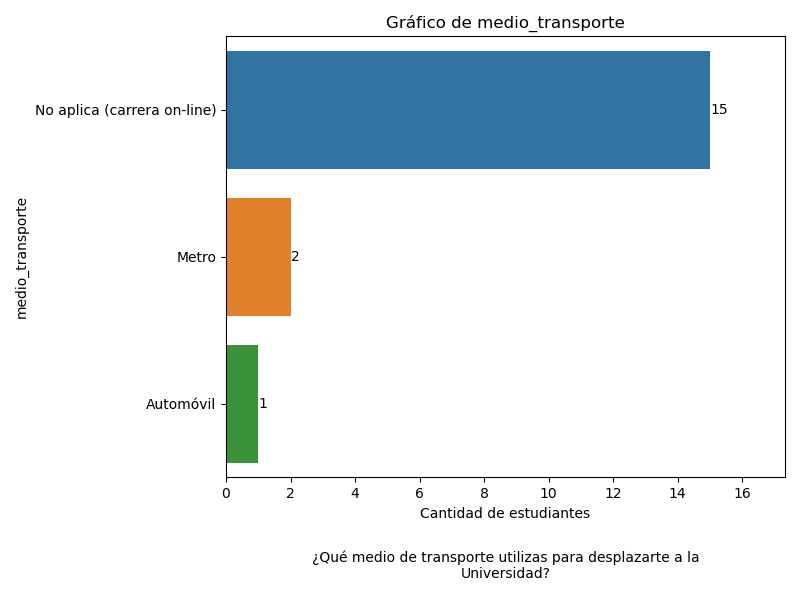 Gráfico de medio_transporte
medio_transporte
No aplica (carrera on-line)
15
Metro
2
Automóvil
1
0 2 4 6 8 10 12 14 16
Cantidad de estudiantes
¿Qué medio de transporte utilizas para desplazarte a la
Universidad?